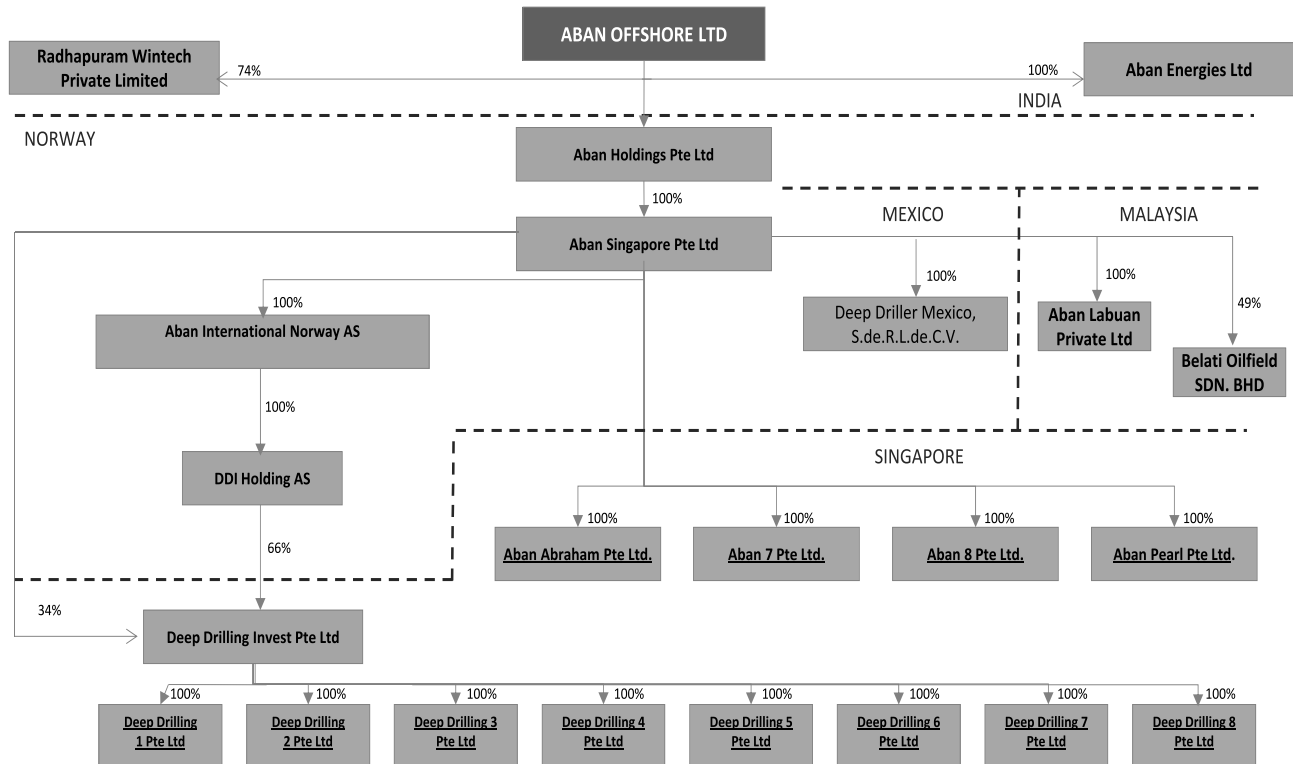 ABAN OFFSHORE LTD
Radhapuram Wintech
Private Limited
74%
100%
Aban Energies Ltd
INDIA
NORWAY
Aban Holdings Pte Ltd
100%
Aban Singapore Pte Ltd
MEXICO
MALAYSIA
100%
Aban International Norway AS
100%
Deep Driller Mexico,
S.de.R.L.de.C.V.
100%
Aban Labuan
Private Ltd
49%
Belati Oilfield
SDN. BHD
100%
DDI Holding AS
66%
SINGAPORE
100%
100%
100%
100%
Aban Abraham Pte Ltd.
Aban 7 Pte Ltd.
Aban 8 Pte Ltd.
Aban Pearl Pte Ltd.
34%
Deep Drilling Invest Pte Ltd
100%
100%
100%
100%
100%
100%
100%
100%
Deep Drilling
1 Pte Ltd
Deep Drilling
2 Pte Ltd
Deep Drilling 3
Pte Ltd
Deep Drilling 4
Pte Ltd
Deep Drilling 5
Pte Ltd
Deep Drilling 6
Pte Ltd
Deep Drilling 7
Pte Ltd
Deep Drilling 8
Pte Ltd